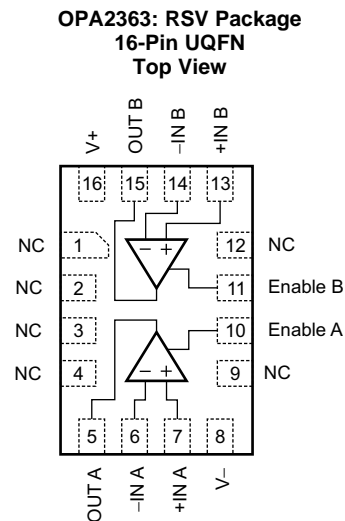 OPA2363: RSV Package
16-Pin UQFN
Top View
V+
OUT B
−IN B
+IN B
16
15
14
13
NC
1
− +
12
NC
NC
2
11
Enable B
NC
3
10
Enable A
NC
4
− +
9
NC
5
6
7
8
OUT A
−IN A
+IN A
V−